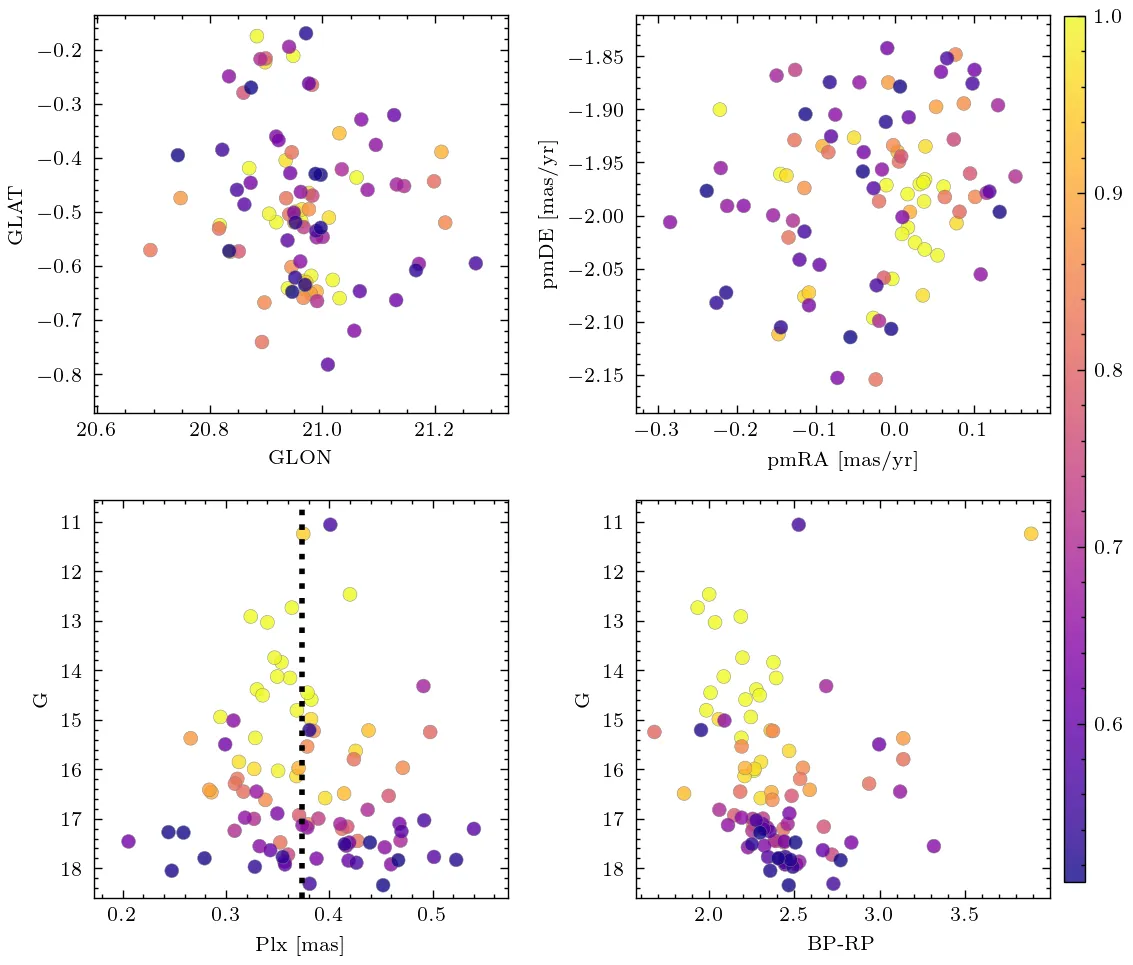 −0.2
−0.3
−0.4
−0.5
−0.6
−0.7
−0.8
GLAT
20.6 20.8 21.0 21.2
GLON
−1.85
−1.90
−1.95
−2.00
−2.05
−2.10
−2.15
pmDE [mas/yr]
−0.3 −0.2 −0.1 0.0 0.1
pmRA [mas/yr]
1.0
0.9
0.8
0.7
0.6
11
12
13
14
15
16
17
18
G
0.2 0.3 0.4 0.5
Plx [mas]
11
12
13
14
15
16
17
18
G
2.0 2.5 3.0 3.5
BP-RP